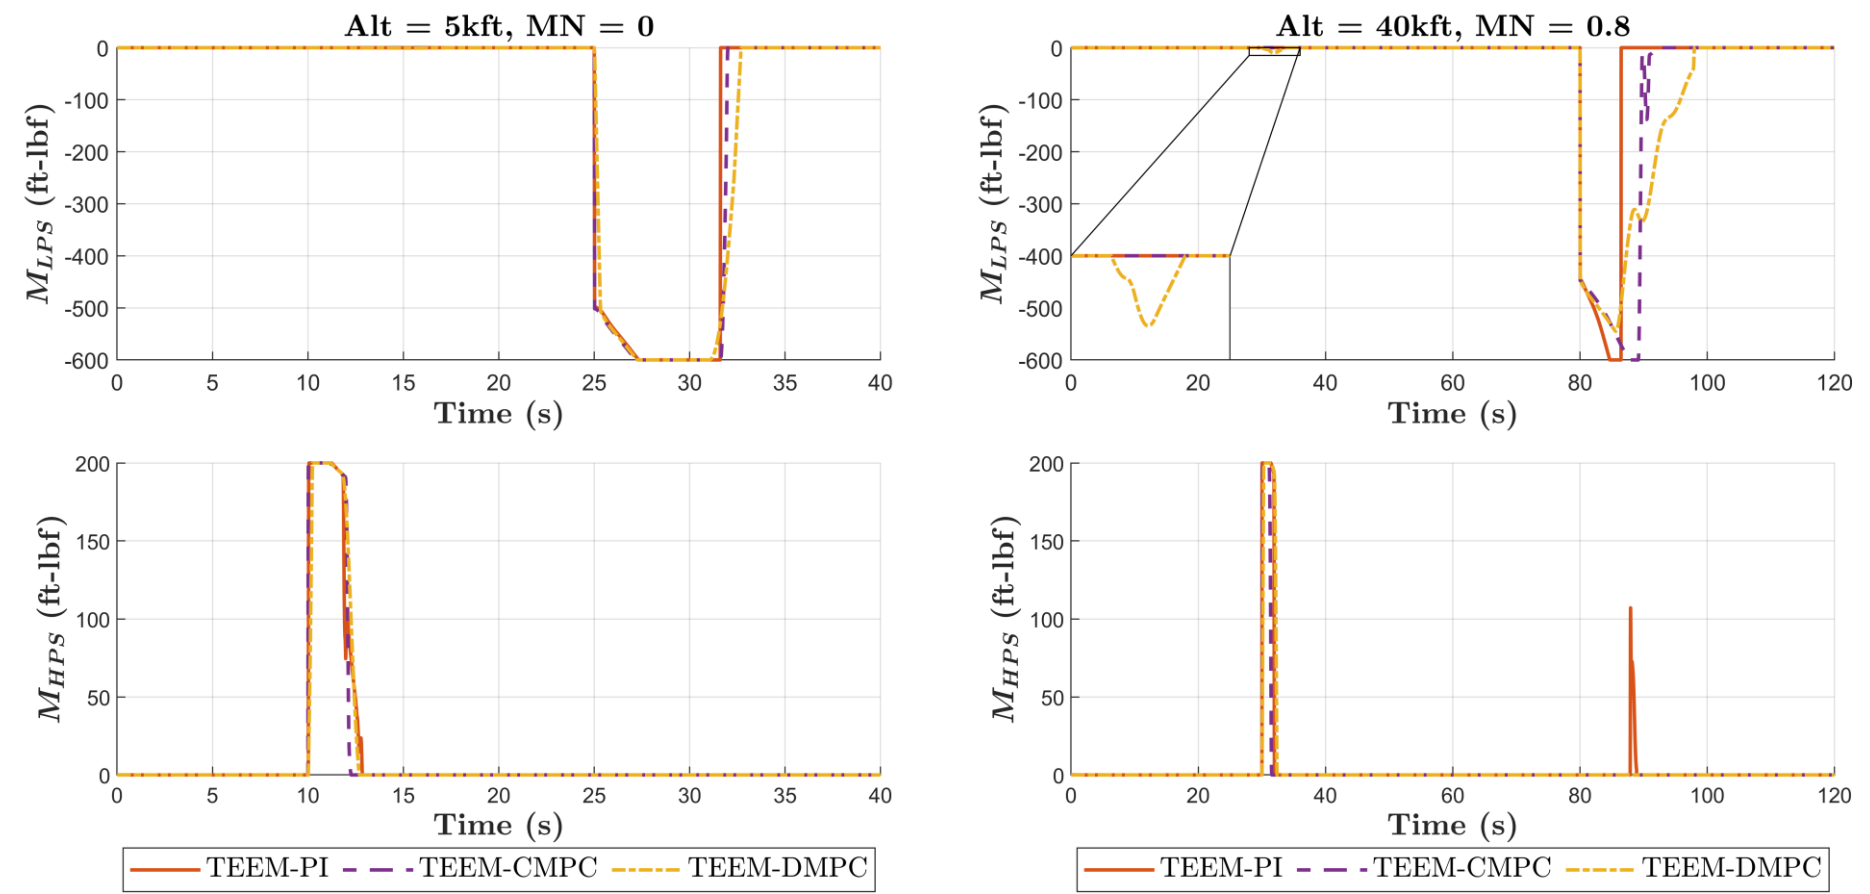 Alt = 5kft, MN = 0
0
-100
-200
-300
-400
-500
-600
M_LPS (ft-lbf)
0 5 10 15 20 25 30 35 40
Time (s)
Alt = 40kft, MN = 0.8
0
-100
-200
-300
-400
-500
-600
M_LPS (ft-lbf)
0 20 40 60 80 100 120
Time (s)
200
150
100
50
0
M_HPS (ft-lbf)
0 5 10 15 20 25 30 35 40
Time (s)
TEEM-PI TEEM-CMPC TEEM-DMPC
200
150
100
50
0
M_HPS (ft-lbf)
0 20 40 60 80 100 120
Time (s)
TEEM-PI TEEM-CMPC TEEM-DMPC